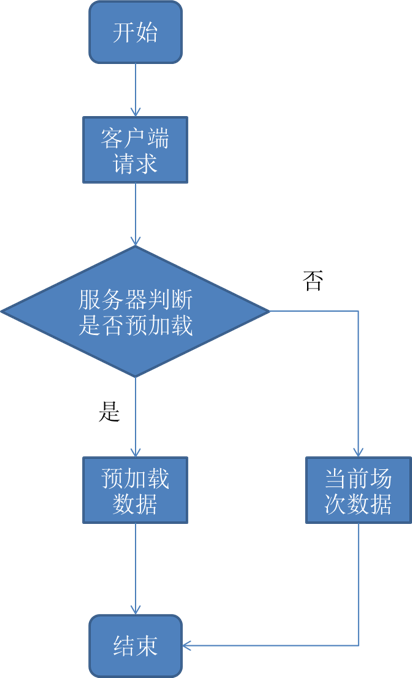 开始
客户端
请求
服务器判断
是否预加载
否
是
预加载
数据
当前场
次数据
结束